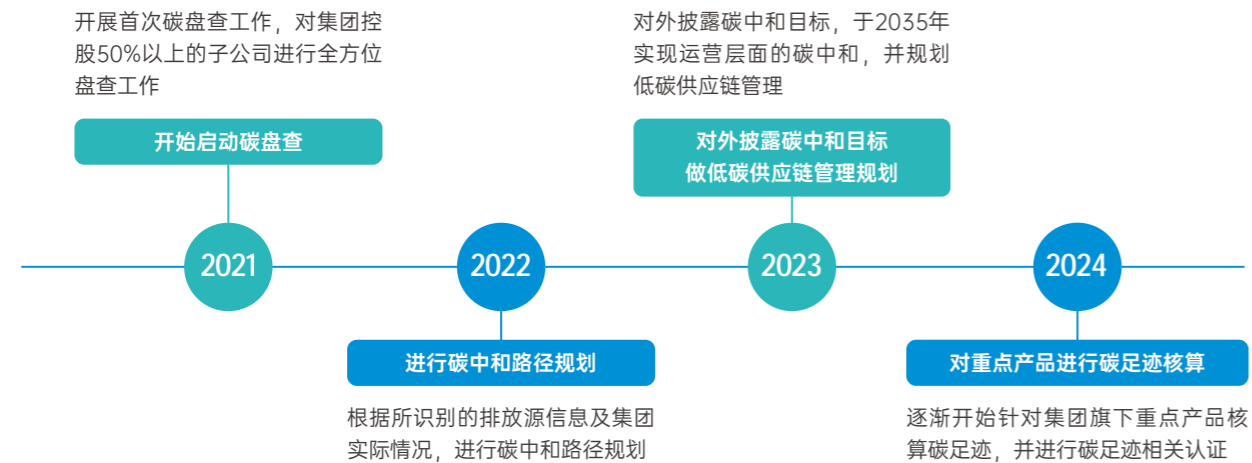 开展首次碳盘查工作，对集团控
股50%以上的子公司进行全方位
盘查工作
开始启动碳盘查
2021
2022
进行碳中和路径规划
根据所识别的排放源信息及集团
实际情况，进行碳中和路径规划
对外披露碳中和目标，于2035年
实现运营层面的碳中和，并规划
低碳供应链管理
对外披露碳中和目标
做低碳供应链管理规划
2023
2024
对重点产品进行碳足迹核算
逐渐开始针对集团旗下重点产品核
算碳足迹，并进行碳足迹相关认证